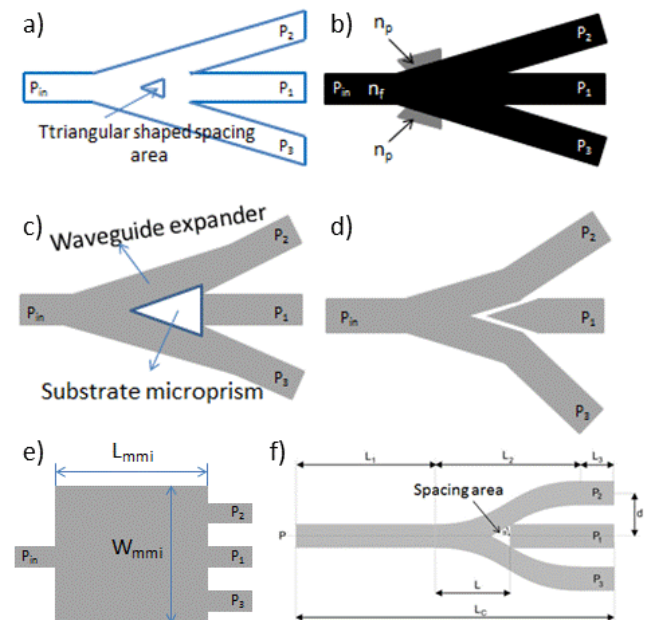 a)
P2
Pin
P1
Ttriangular shaped spacing
area
P3
b)
np
P2
Pin
nf
P1
np
P3
c)
Waveguide expander
P2
Pin
P1
Substrate microprism
P3
d)
P2
Pin
P1
P3
e)
Lmmi
P2
Pin
Wmmi
P1
P3
f)
L1
L2
L3
Spacing area
P2
d
P
P1
L
P3
LC